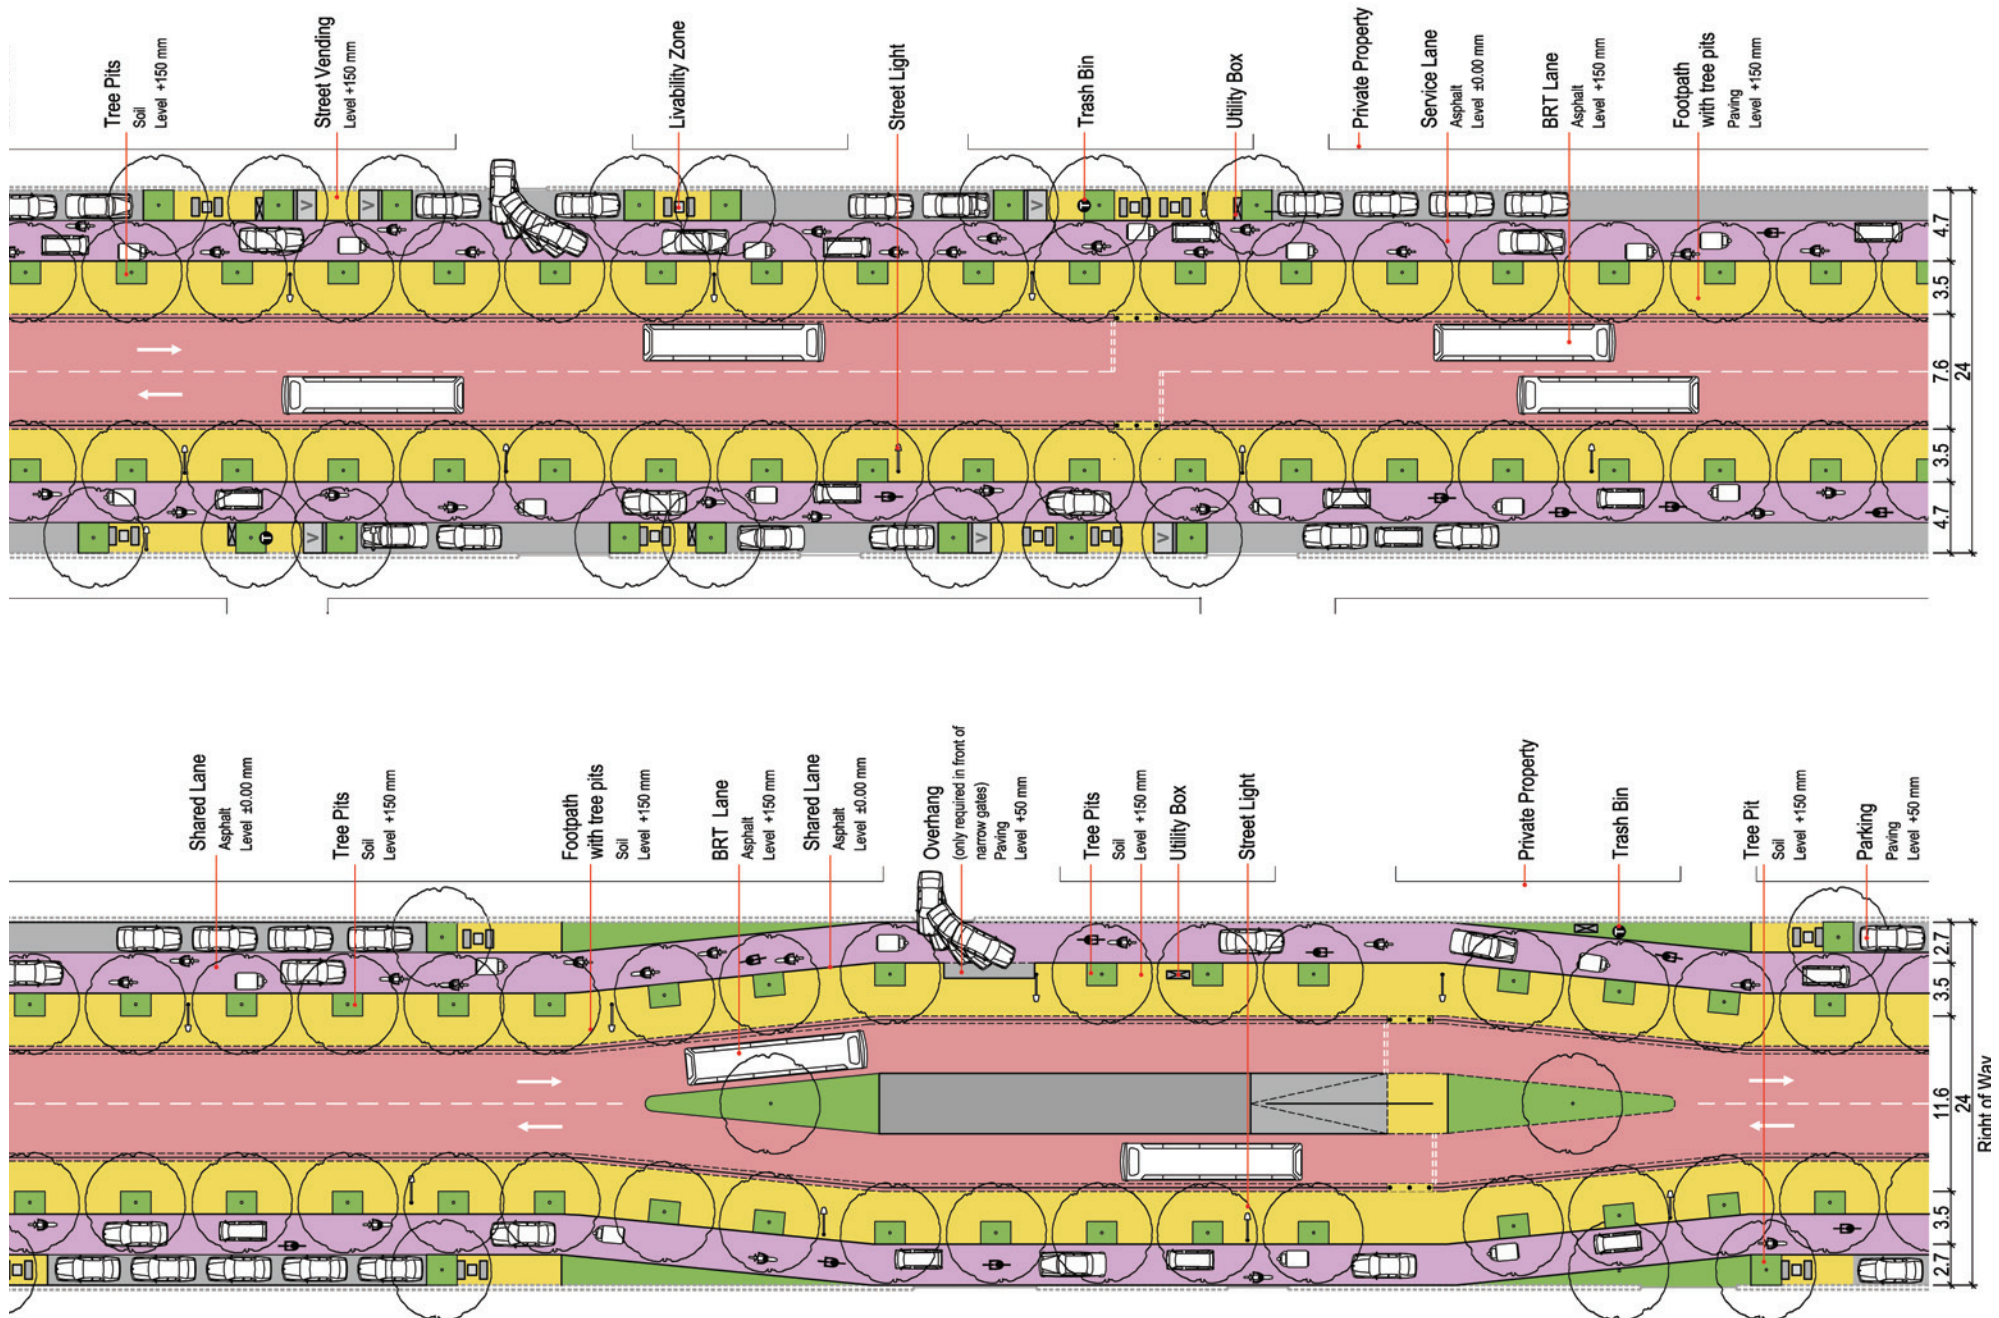 Tree Pits
Soil
Level +150 mm
Street Vending
Level +150 mm
Livability Zone
Street Light
Trash Bin
Utility Box
Private Property
Service Lane
Asphalt
Level ±0.00 mm
BRT Lane
Asphalt
Level +150 mm
Footpath
with tree pits
Paving
Level +150 mm
V
V
V
T
4.7
3.5
7.6
24
3.5
4.7
T
V
V
V
Shared Lane
Asphalt
Level ±0.00 mm
Tree Pits
Soil
Level +150 mm
Footpath
with tree pits
Soil
Level +150 mm
BRT Lane
Asphalt
Level +150 mm
Shared Lane
Asphalt
Level ±0.00 mm
Overhang
(only required in front of
narrow gates)
Paving
Level +50 mm
Tree Pits
Soil
Level +150 mm
Utility Box
Street Light
Private Property
Trash Bin
Tree Pit
Soil
Level +150 mm
Parking
Paving
Level +50 mm
T
2.7
3.5
11.6
24
Right of Way
3.5
2.7